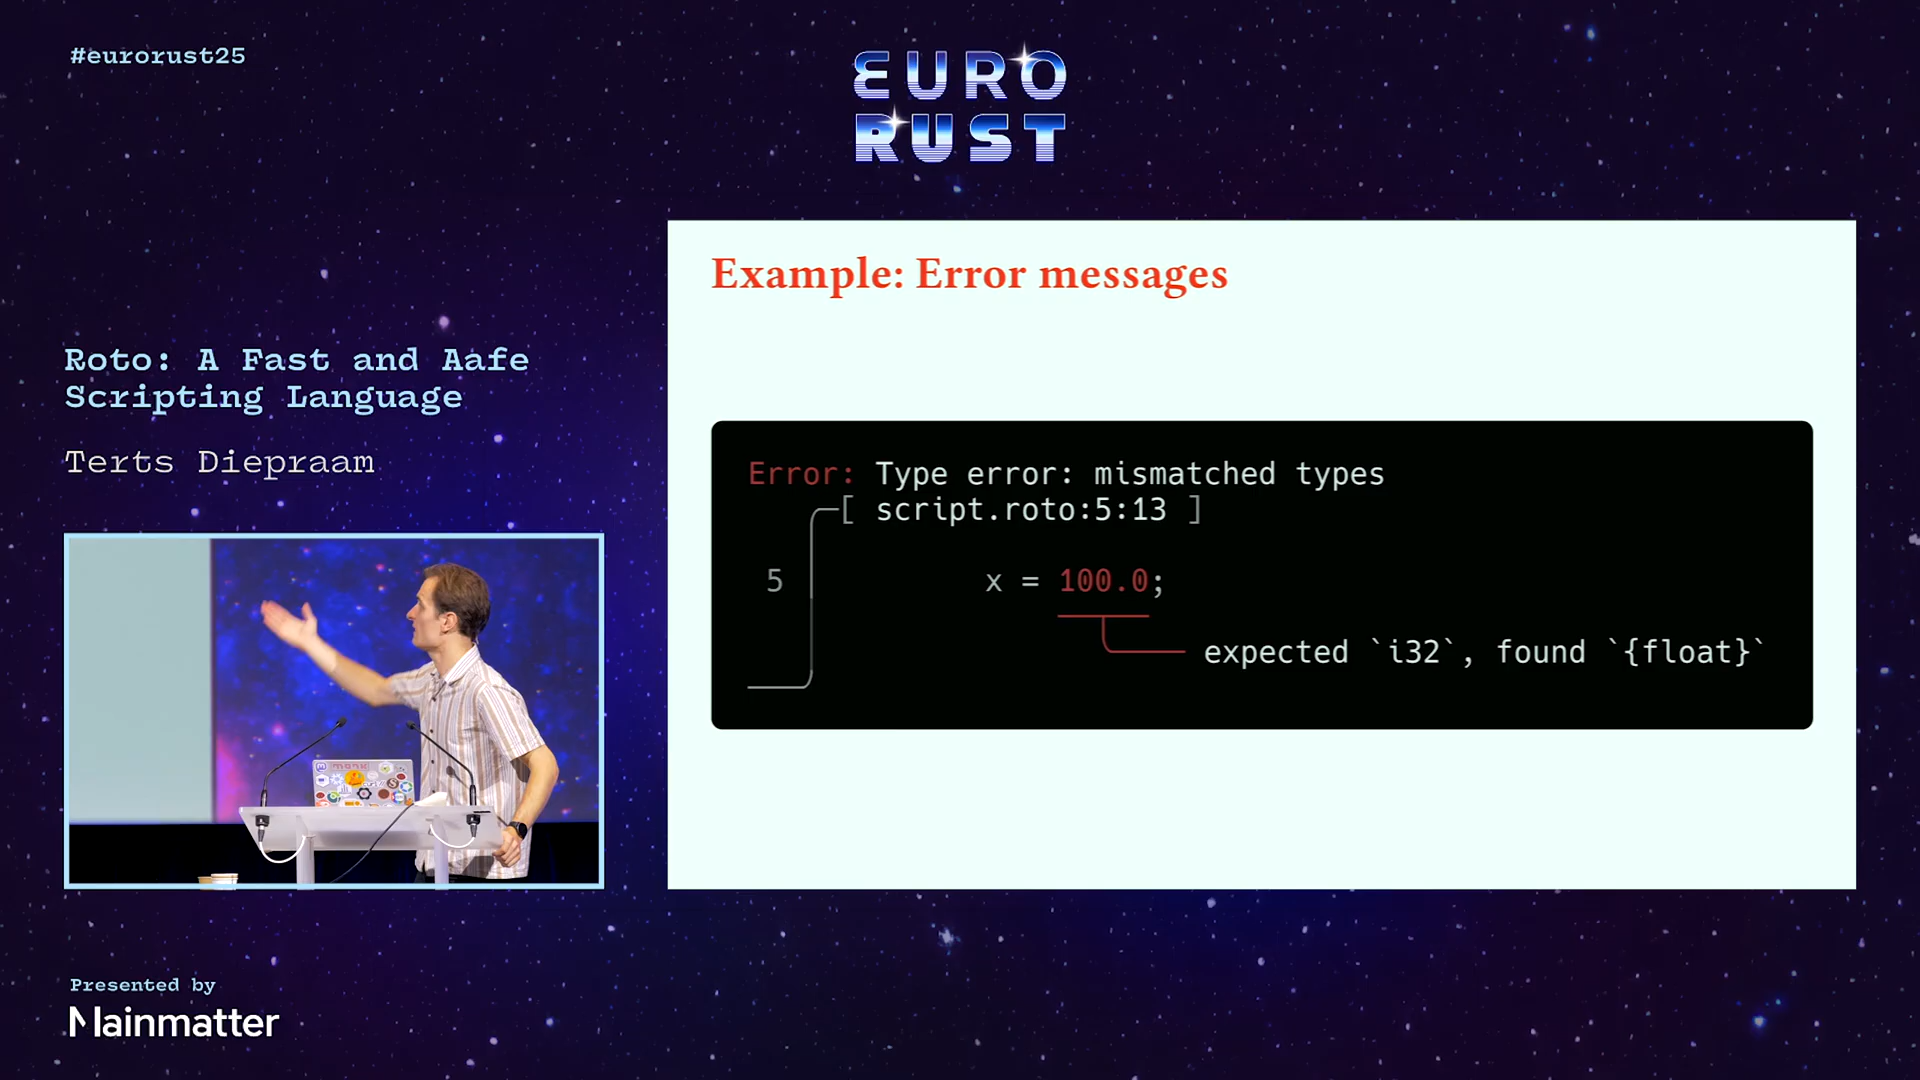 #eurorust25
EURO
RUST
Roto: A Fast and Aafe
Scripting Language
Terts Diepraam
Example: Error messages
Error: Type error: mismatched types
[ script.roto:5:13 ]
5 x = 100.0;
expected `i32`, found `{float}`
Presented by
Mainmatter